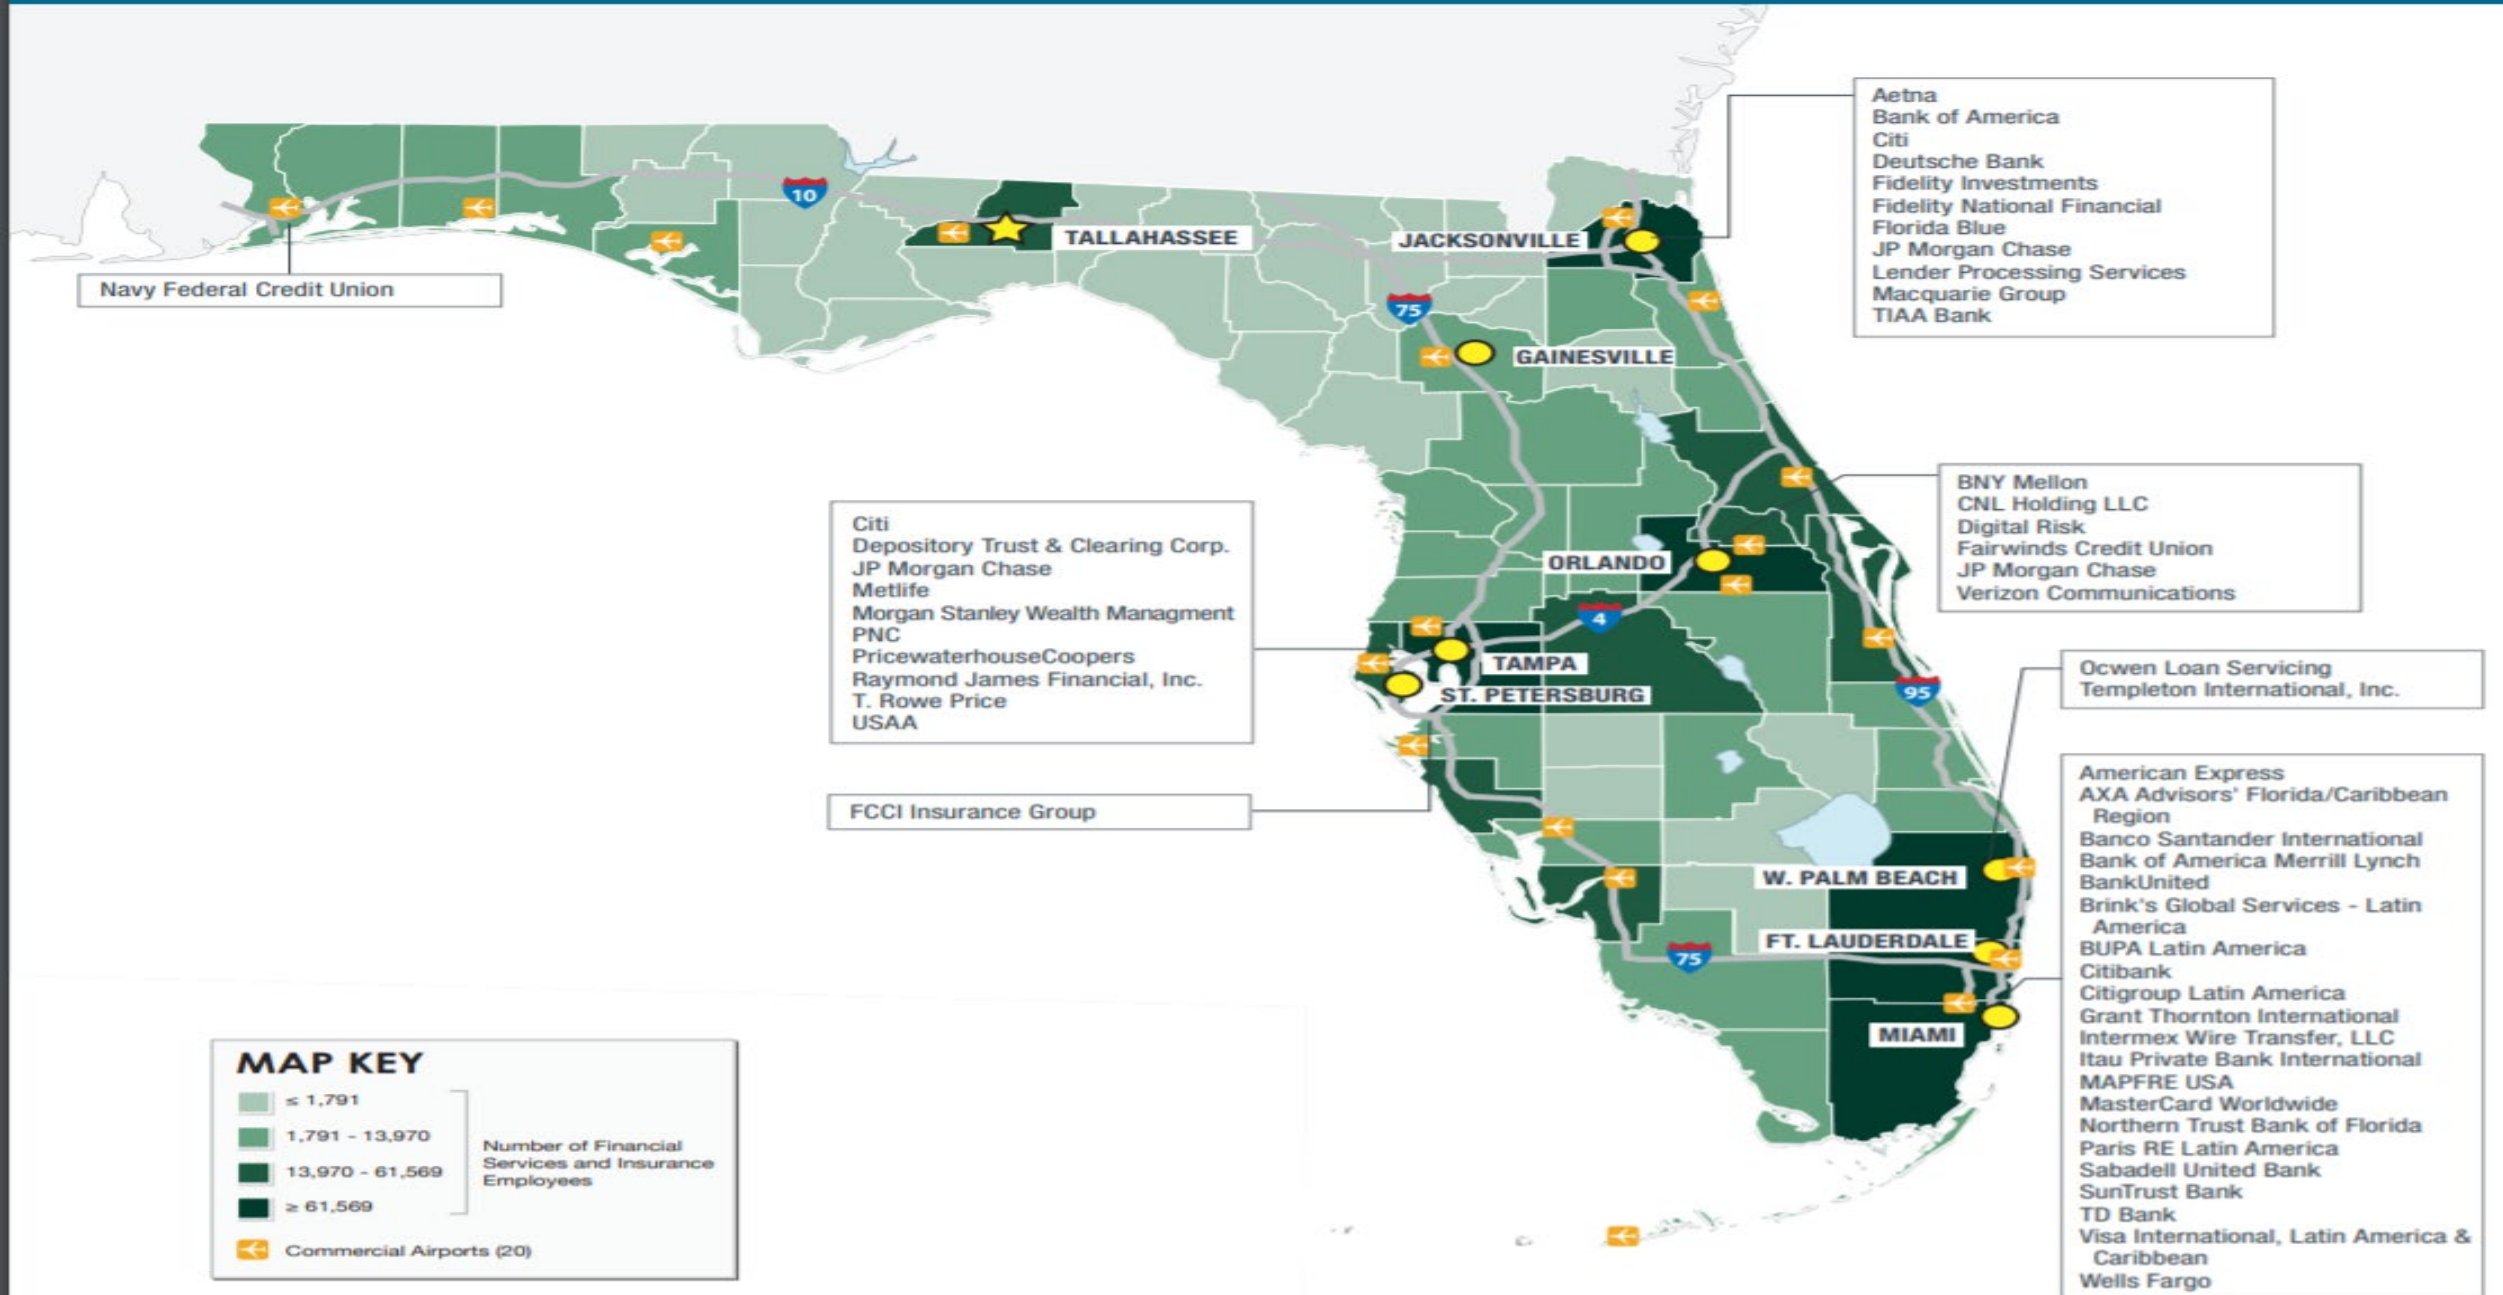 Aetna
Bank of America
Citi
Deutsche Bank
Fidelity Investments
Fidelity National Financial
Florida Blue
JP Morgan Chase
Lender Processing Services
Macquarie Group
TIAA Bank
10
TALLAHASSEE
JACKSONVILLE
Navy Federal Credit Union
75
GAINESVILLE
BNY Mellon
CNL Holding LLC
Digital Risk
Fairwinds Credit Union
JP Morgan Chase
Verizon Communications
Citi
Depository Trust & Clearing Corp.
JP Morgan Chase
Metlife
Morgan Stanley Wealth Managment
PNC
PricewaterhouseCoopers
Raymond James Financial, Inc.
T. Rowe Price
USAA
ORLANDO
4
TAMPA
ST. PETERSBURG
95
Ocwen Loan Servicing
Templeton International, Inc.
FCCI Insurance Group
W. PALM BEACH
FT. LAUDERDALE
75
MIAMI
American Express
AXA Advisors' Florida/Caribbean
Region
Banco Santander International
Bank of America Merrill Lynch
BankUnited
Brink's Global Services - Latin
America
BUPA Latin America
Citibank
Citigroup Latin America
Grant Thornton International
Intermex Wire Transfer, LLC
Itau Private Bank International
MAPFRE USA
MasterCard Worldwide
Northern Trust Bank of Florida
Paris RE Latin America
Sabadell United Bank
SunTrust Bank
TD Bank
Visa International, Latin America &
Caribbean
Wells Fargo
MAP KEY
≤ 1,791
1,791 - 13,970
13,970 - 61,569
≥ 61,569
Number of Financial
Services and Insurance
Employees
Commercial Airports (20)